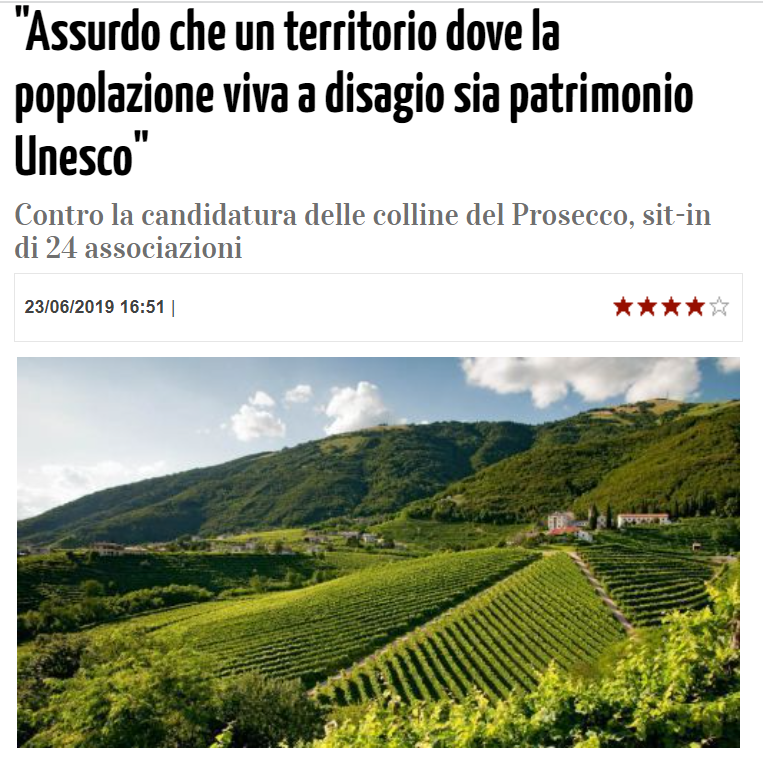 "Assurdo che un territorio dove la
popolazione viva a disagio sia patrimonio
Unesco"
Contro la candidatura delle colline del Prosecco, sit-in
di 24 associazioni
23/06/2019 16:51 |